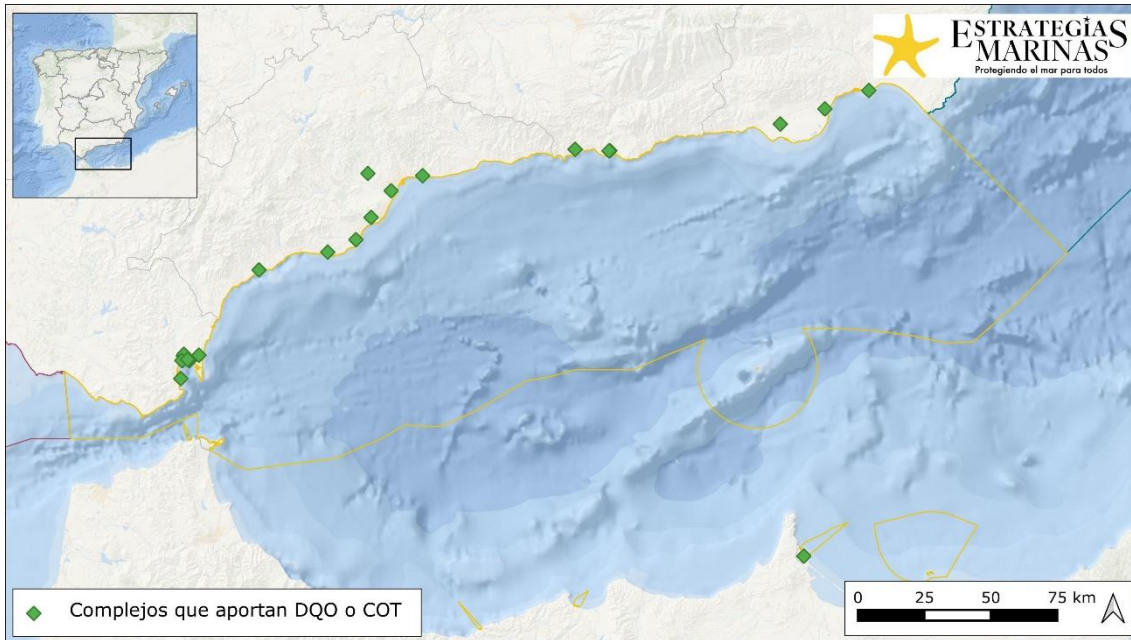 ESTRATEGIAS
MARINAS
Protegiendo el mar para todos
Complejos que aportan DQO o COT
0 25 50 75 km